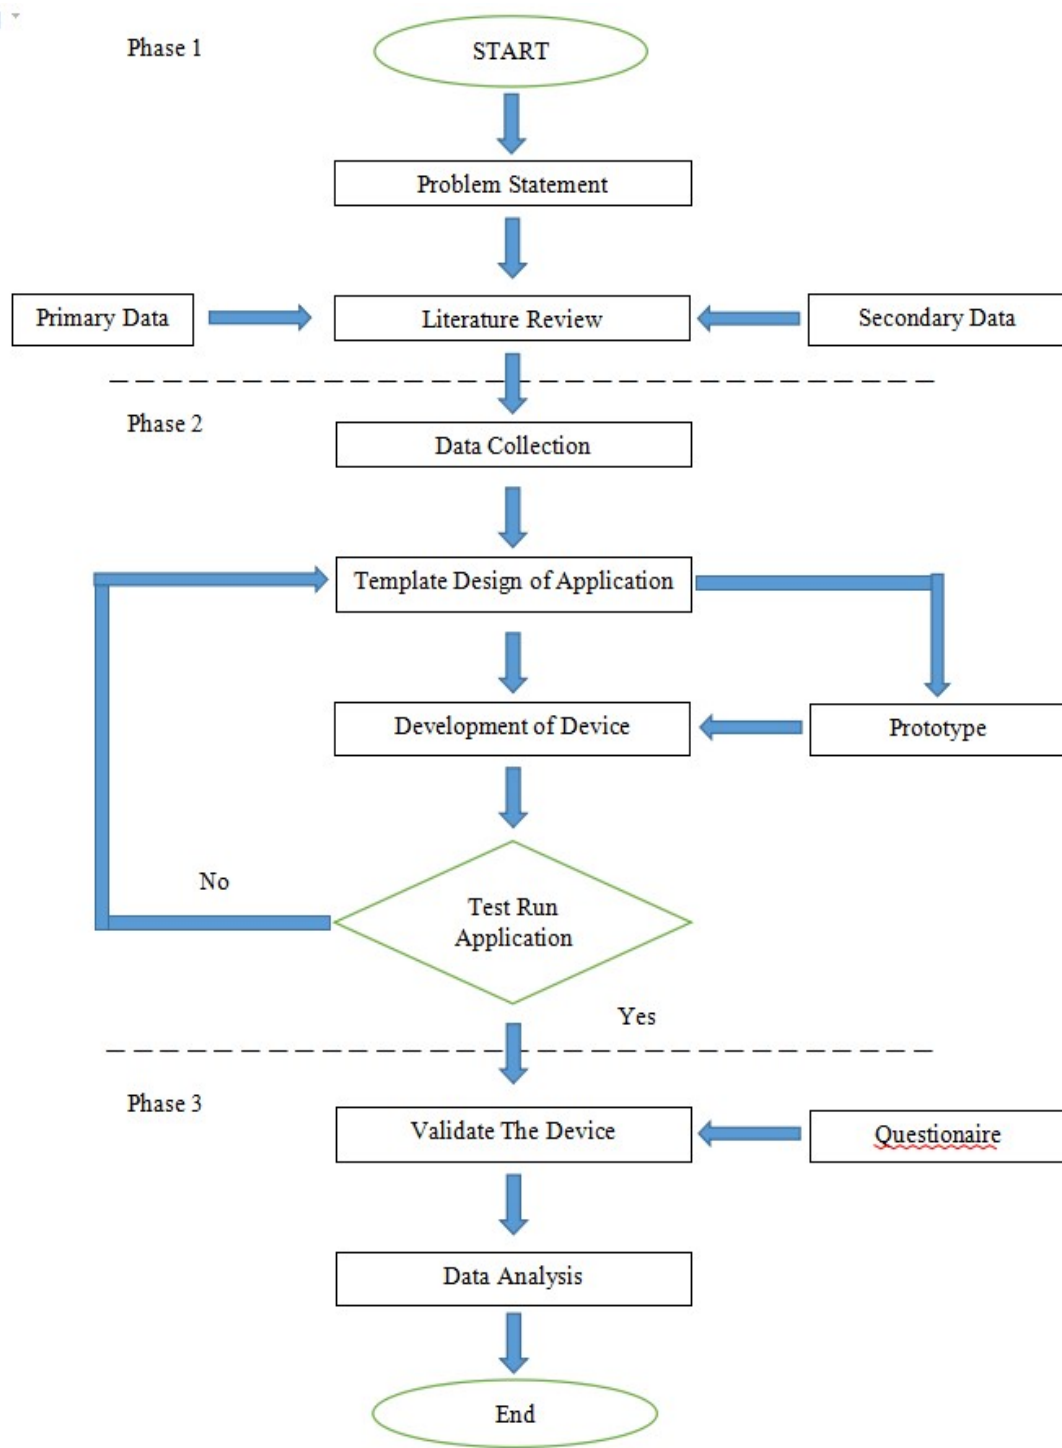 Phase 1
START
Problem Statement
Primary Data
Literature Review
Secondary Data
Phase 2
Data Collection
Template Design of Application
Development of Device
Prototype
No
Test Run
Application
Yes
Phase 3
Validate The Device
Questionaire
Data Analysis
End